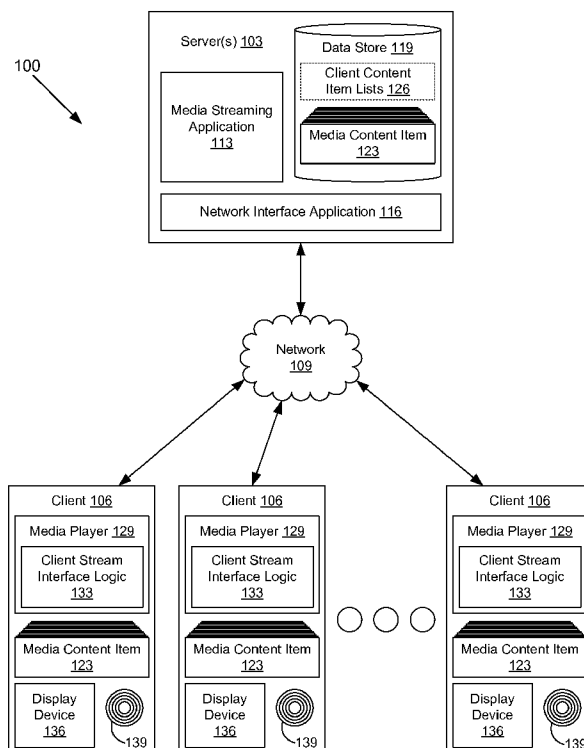 100
Server(s) 103
Data Store 119
Client Content
Item Lists 126
Media Streaming
Application
113
Media Content Item
123
Network Interface Application 116
Network
109
Client 106
Media Player 129
Client Stream
Interface Logic
133
Media Content Item
123
Display
Device
136
139
Client 106
Media Player 129
Client Stream
Interface Logic
133
Media Content Item
123
Display
Device
136
139
Client 106
Media Player 129
Client Stream
Interface Logic
133
Media Content Item
123
Display
Device
136
139